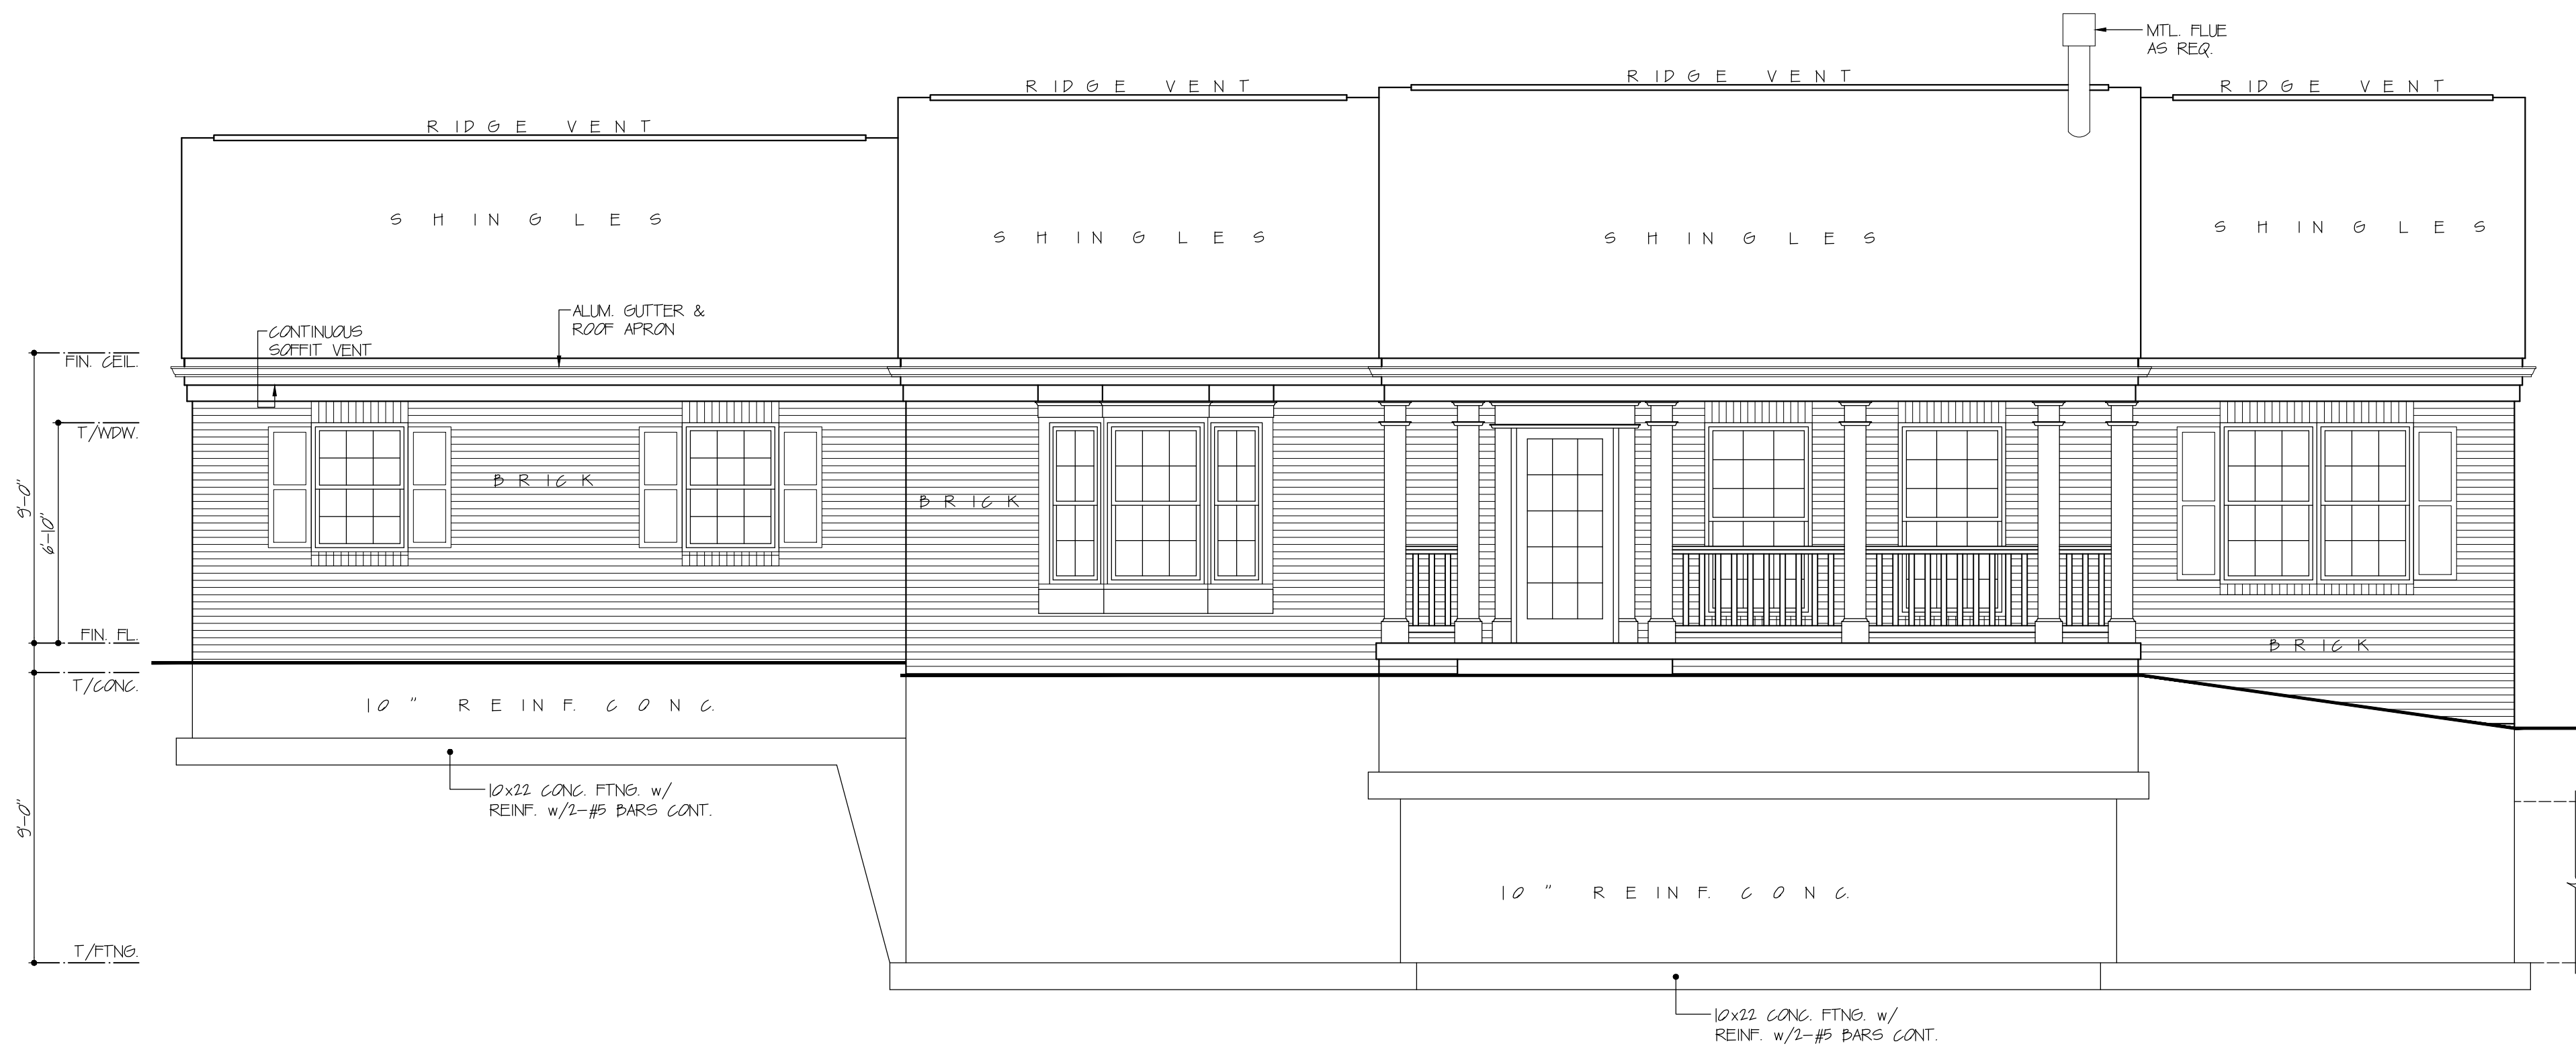 MTL. FLUE
AS REQ.
RIDGE VENT
RIDGE VENT
RIDGE VENT
RIDGE VENT
SHINGLES
SHINGLES
SHINGLES
SHINGLES
ALUM. GUTTER &
ROOF APRON
CONTINUOUS
SOFFIT VENT
FIN. CEIL.
T/WDW.
9'-0"
6'-10"
BRICK
BRICK
FIN. FL.
BRICK
T/CONC.
10" REINF. CONC.
10x22 CONC. FTNG. w/
REINF. w/2-#5 BARS CONT.
9'-0"
10" REINF. CONC.
T/FTNG.
10x22 CONC. FTNG. w/
REINF. w/2-#5 BARS CONT.